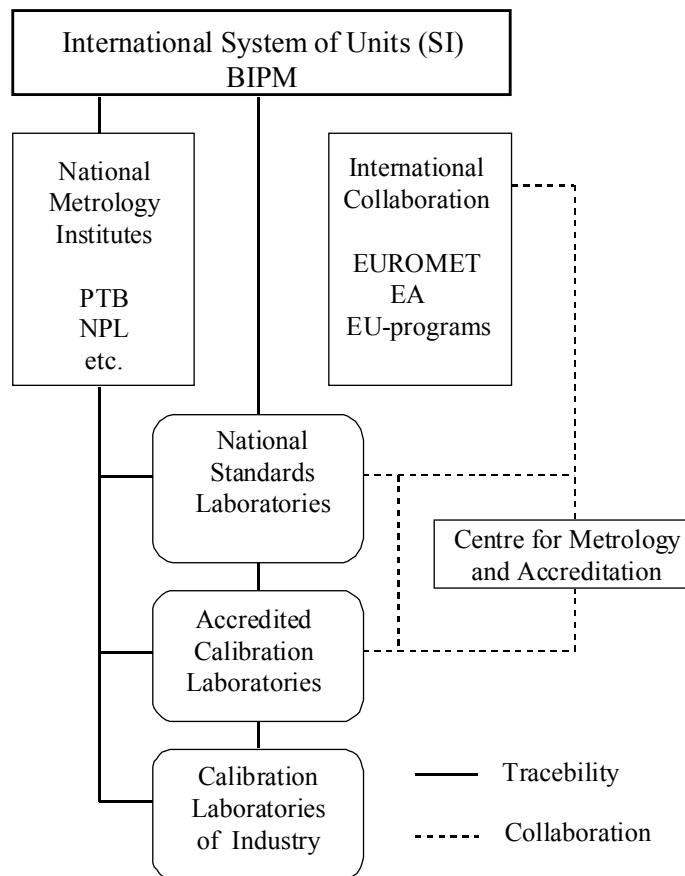 International System of Units (SI)
BIPM
National
Metrology
Institutes
PTB
NPL
etc.
International
Collaboration
EUROMET
EA
EU-programs
National
Standards
Laboratories
Centre for Metrology
and Accreditation
Accredited
Calibration
Laboratories
Calibration
Laboratories
of Industry
Tracebility
Collaboration